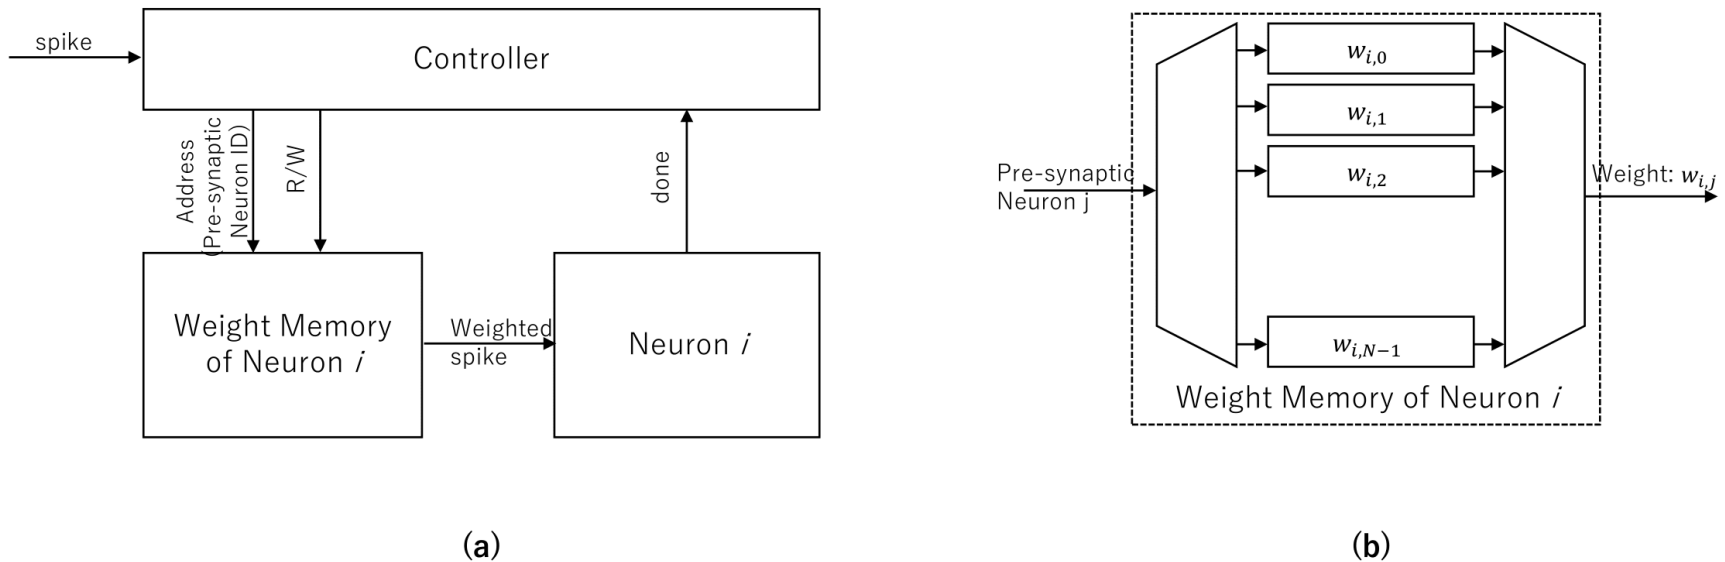 spike
Controller
Address
(Pre-synaptic
Neuron ID)
R/W
done
Weight Memory
of Neuron i
Weighted
spike
Neuron i
(a)
Pre-synaptic
Neuron j
w_{i,0}
w_{i,1}
w_{i,2}
w_{i,N−1}
Weight: w_{i,j}
Weight Memory of Neuron i
(b)